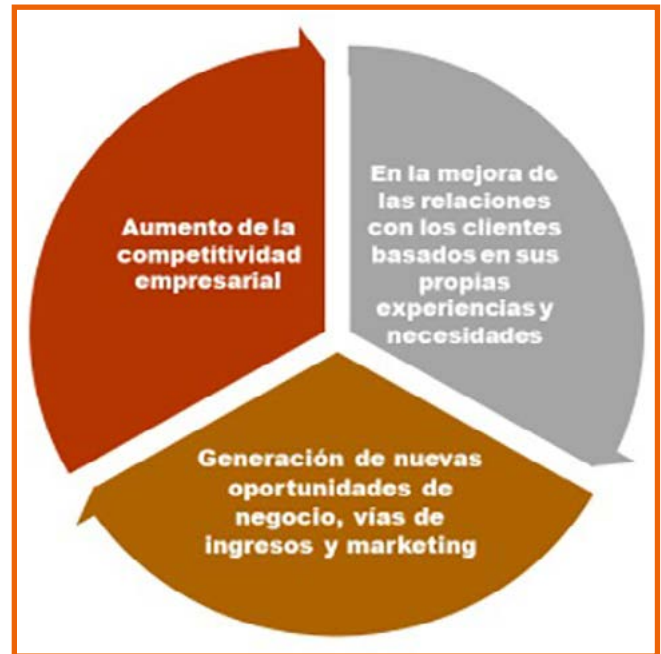 Aumento de la
competitividad
empresarial
En la mejora de
las relaciones
con los clientes
basados en sus
propias
experiencias y
necesidades
Generación de nuevas
oportunidades de
negocio, vías de
ingresos y marketing